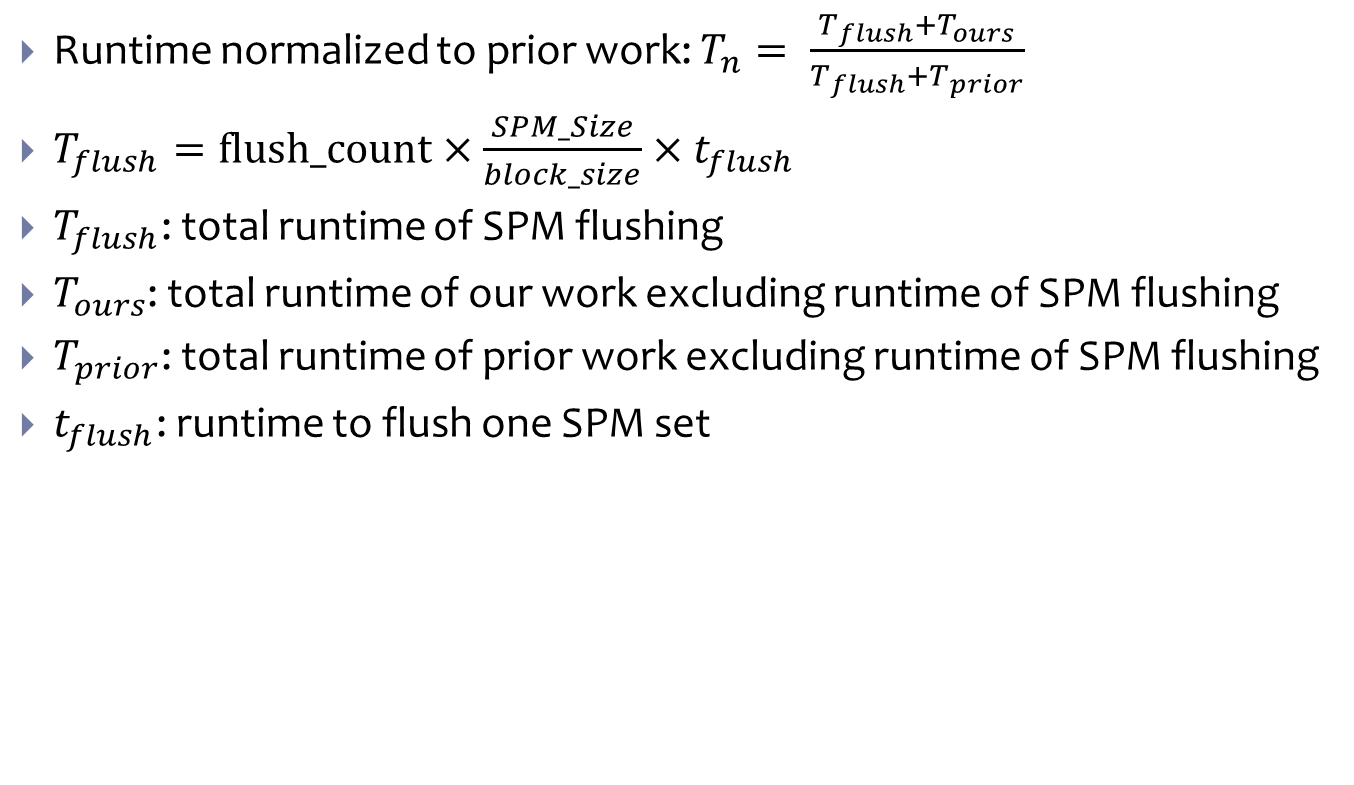 Runtime normalized to prior work: T_n = (T_flush+T_ours)/(T_flush+T_prior)
T_flush = flush_count × (SPM_Size/block_size) × t_flush
T_flush: total runtime of SPM flushing
T_ours: total runtime of our work excluding runtime of SPM flushing
T_prior: total runtime of prior work excluding runtime of SPM flushing
t_flush: runtime to flush one SPM set